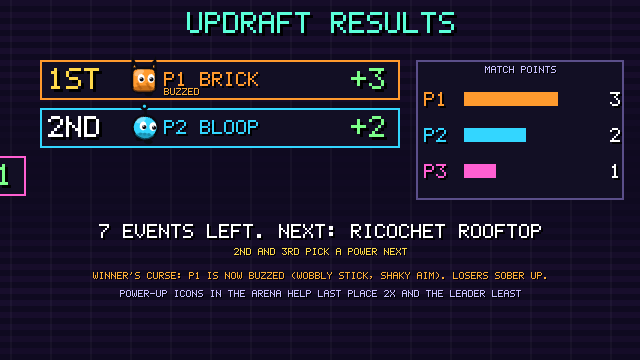 UPDRAFT RESULTS
1ST P1 BRICK +3
BUZZED
2ND P2 BLOOP +2
1
MATCH POINTS
P1 3
P2 2
P3 1
7 EVENTS LEFT. NEXT: RICOCHET ROOFTOP
2ND AND 3RD PICK A POWER NEXT
WINNER'S CURSE: P1 IS NOW BUZZED (WOBBLY STICK, SHAKY AIM). LOSERS SOBER UP.
POWER-UP ICONS IN THE ARENA HELP LAST PLACE 2X AND THE LEADER LEAST